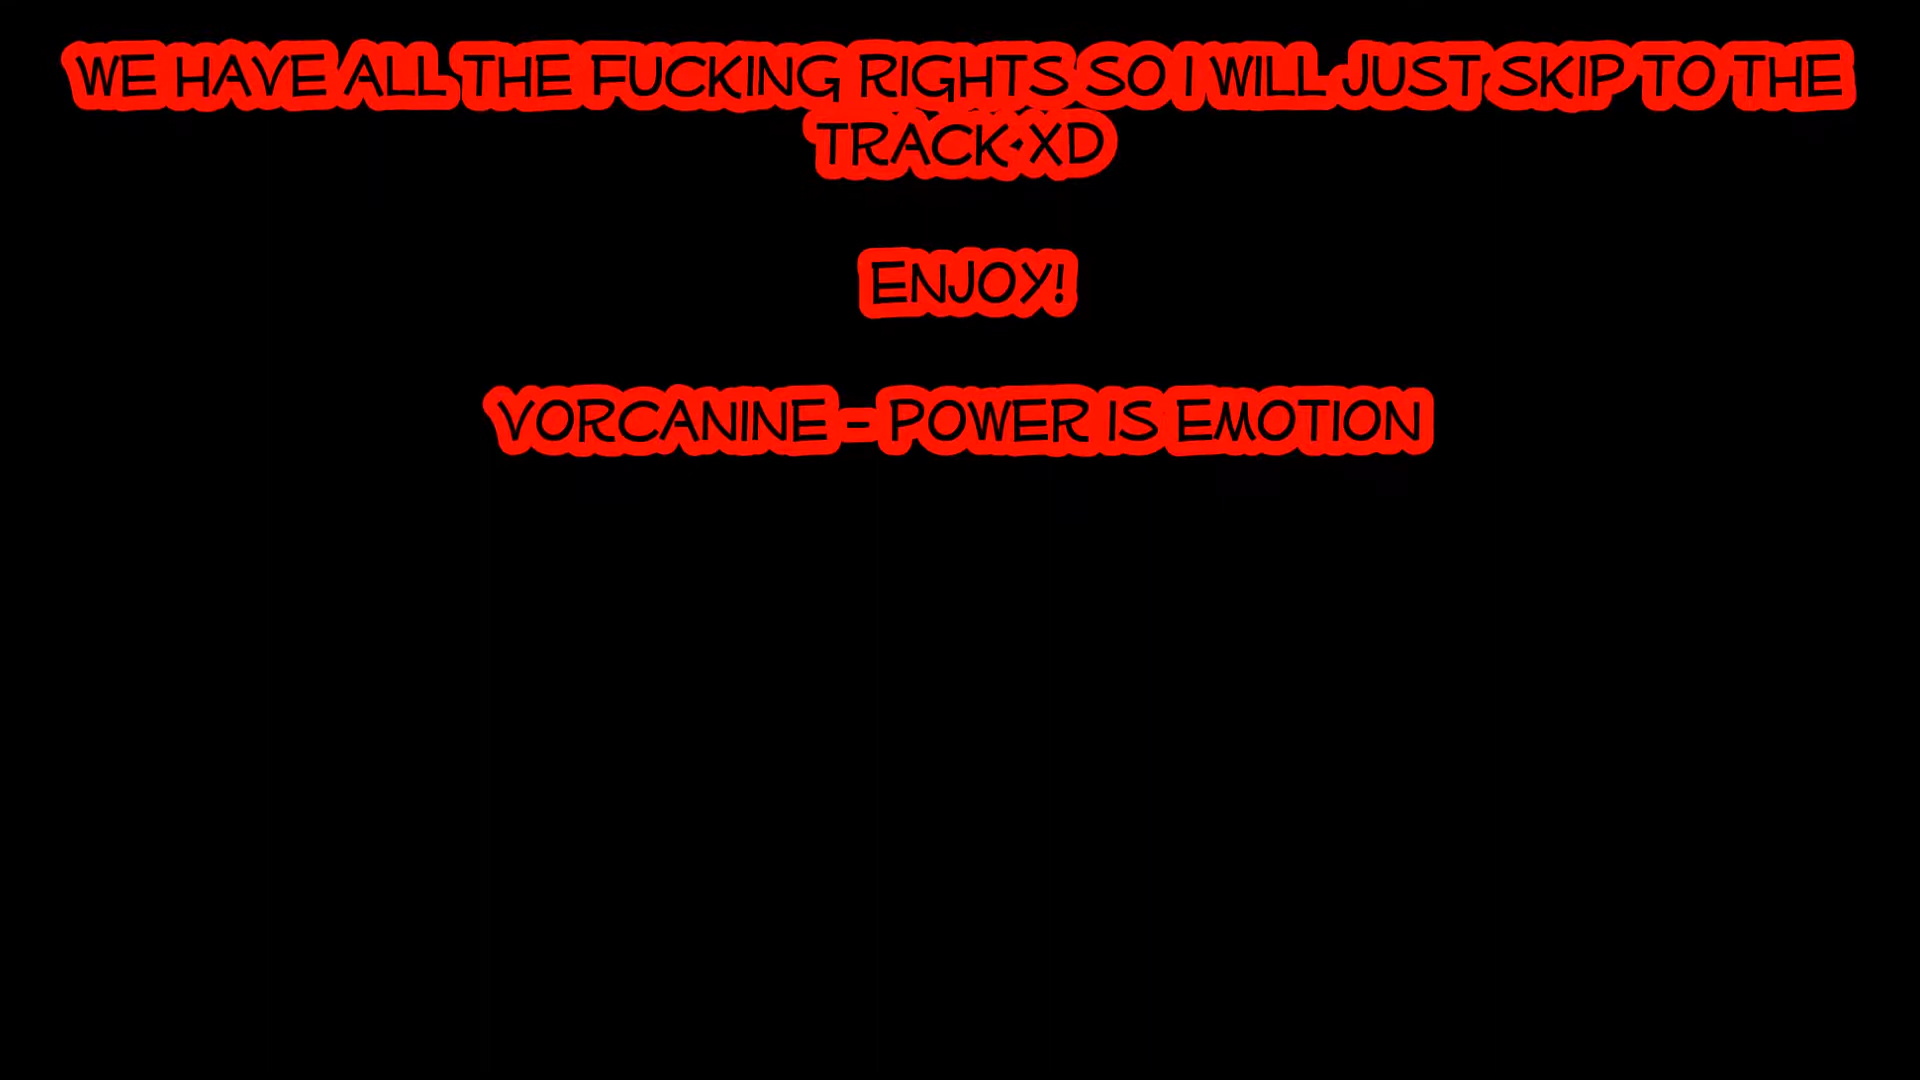 WE HAVE ALL THE FUCKING RIGHTS SO I WILL JUST SKIP TO THE
TRACK XD
ENJOY!
VORCANINE - POWER IS EMOTION